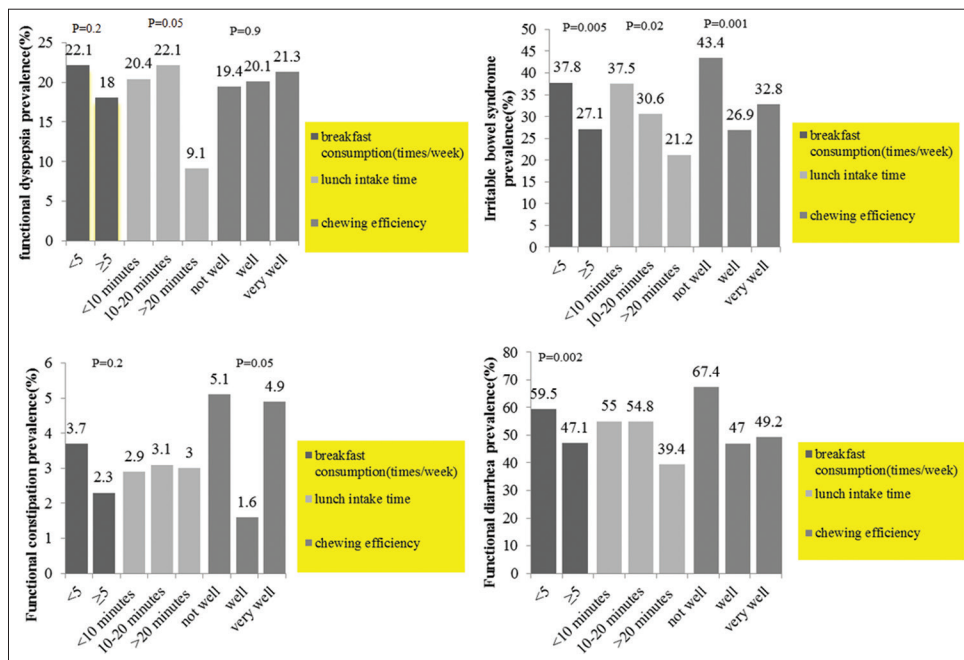 functional dyspepsia prevalence(%)
P=0.2
P=0.05
P=0.9
25
20
15
10
5
0
22.1
18
20.4
22.1
9.1
19.4
20.1
21.3
<5
≥5
<10 minutes
10-20 minutes
>20 minutes
not well
well
very well
breakfast
consumption(times/week)
lunch intake time
chewing efficiency
Irritable bowel syndrome
prevalence(%)
P=0.005
P=0.02
P=0.001
50
45
40
35
30
25
20
15
10
5
0
37.8
27.1
37.5
30.6
21.2
43.4
26.9
32.8
<5
≥5
<10 minutes
10-20 minutes
>20 minutes
not well
well
very well
breakfast
consumption(times/week)
lunch intake time
chewing efficiency
Functional constipation prevalence(%)
P=0.2
P=0.05
6
5
4
3
2
1
0
3.7
2.3
2.9
3.1
3
5.1
1.6
4.9
<5
≥5
<10 minutes
10-20 minutes
>20 minutes
not well
well
very well
breakfast
consumption(times/week)
lunch intake time
chewing efficiency
Functional diarrhea prevalence(%)
P=0.002
80
70
60
50
40
30
20
10
0
59.5
47.1
55
54.8
39.4
67.4
47
49.2
<5
≥5
<10 minutes
10-20 minutes
>20 minutes
not well
well
very well
breakfast
consumption(times/week)
lunch intake time
chewing efficiency